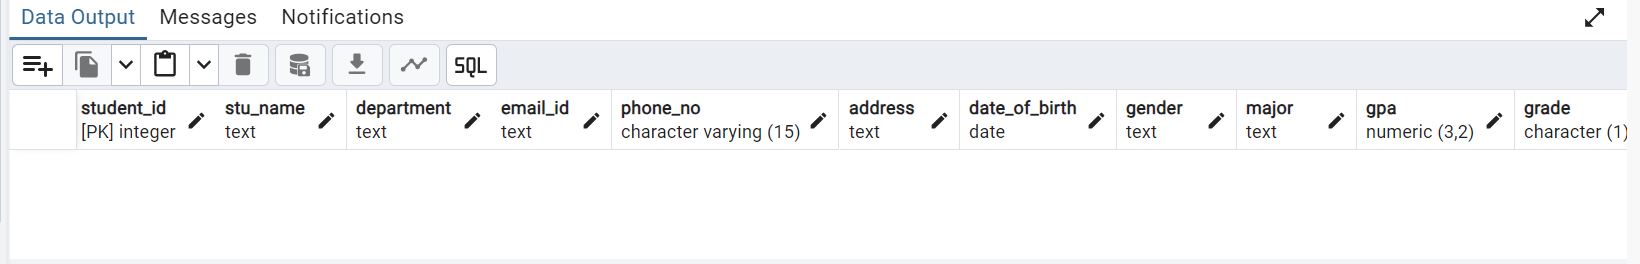 Data Output Messages Notifications
SQL
student_id stu_name department email_id phone_no address date_of_birth gender major gpa grade
[PK] integer text text text character varying (15) text date text text numeric (3,2) character (1)